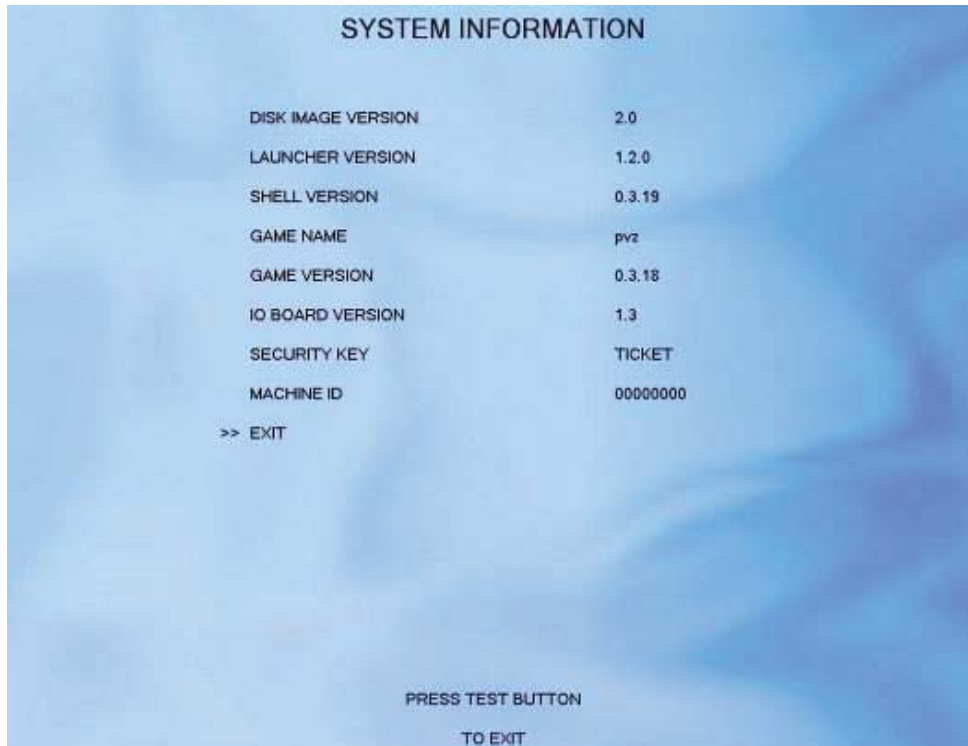 SYSTEM INFORMATION
DISK IMAGE VERSION 2.0
LAUNCHER VERSION 1.2.0
SHELL VERSION 0.3.19
GAME NAME pvz
GAME VERSION 0.3.18
IO BOARD VERSION 1.3
SECURITY KEY TICKET
MACHINE ID 00000000
>> EXIT
PRESS TEST BUTTON
TO EXIT